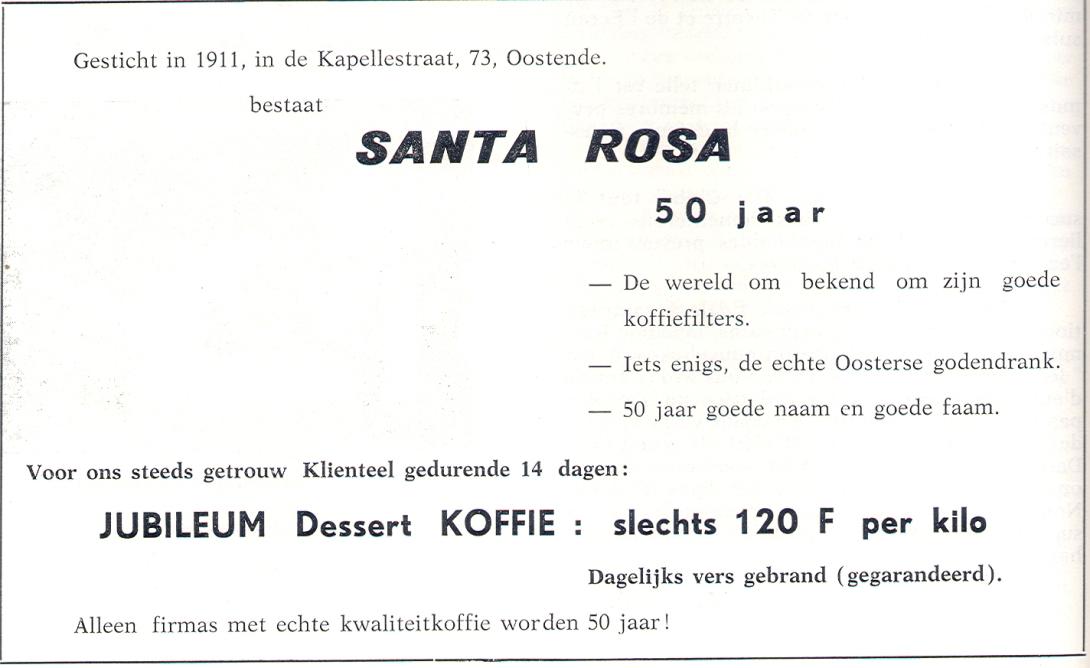 Gesticht in 1911, in de Kapellestraat, 73, Oostende.
bestaat
SANTA ROSA
50 jaar
— De wereld om bekend om zijn goede
koffiefilters.
— Iets enigs, de echte Oosterse godendrank.
— 50 jaar goede naam en goede faam.
Voor ons steeds getrouw Klienteel gedurende 14 dagen:
JUBILEUM Dessert KOFFIE : slechts 120 F per kilo
Dagelijks vers gebrand (gegarandeerd).
Alleen firmas met echte kwaliteitkoffie worden 50 jaar!